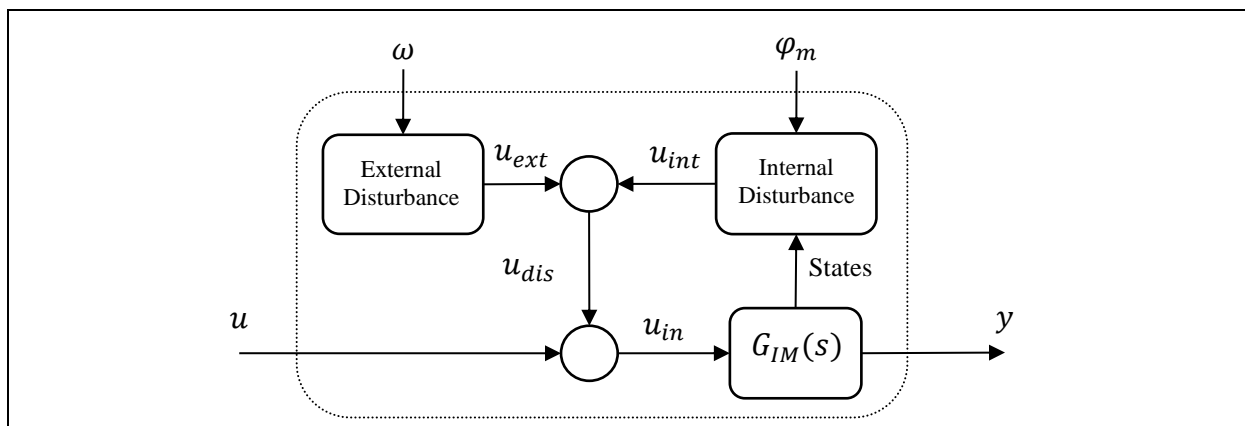 ω
φ_m
External
Disturbance
u_ext
u_int
Internal
Disturbance
u_dis
States
u
u_in
G_IM(s)
y